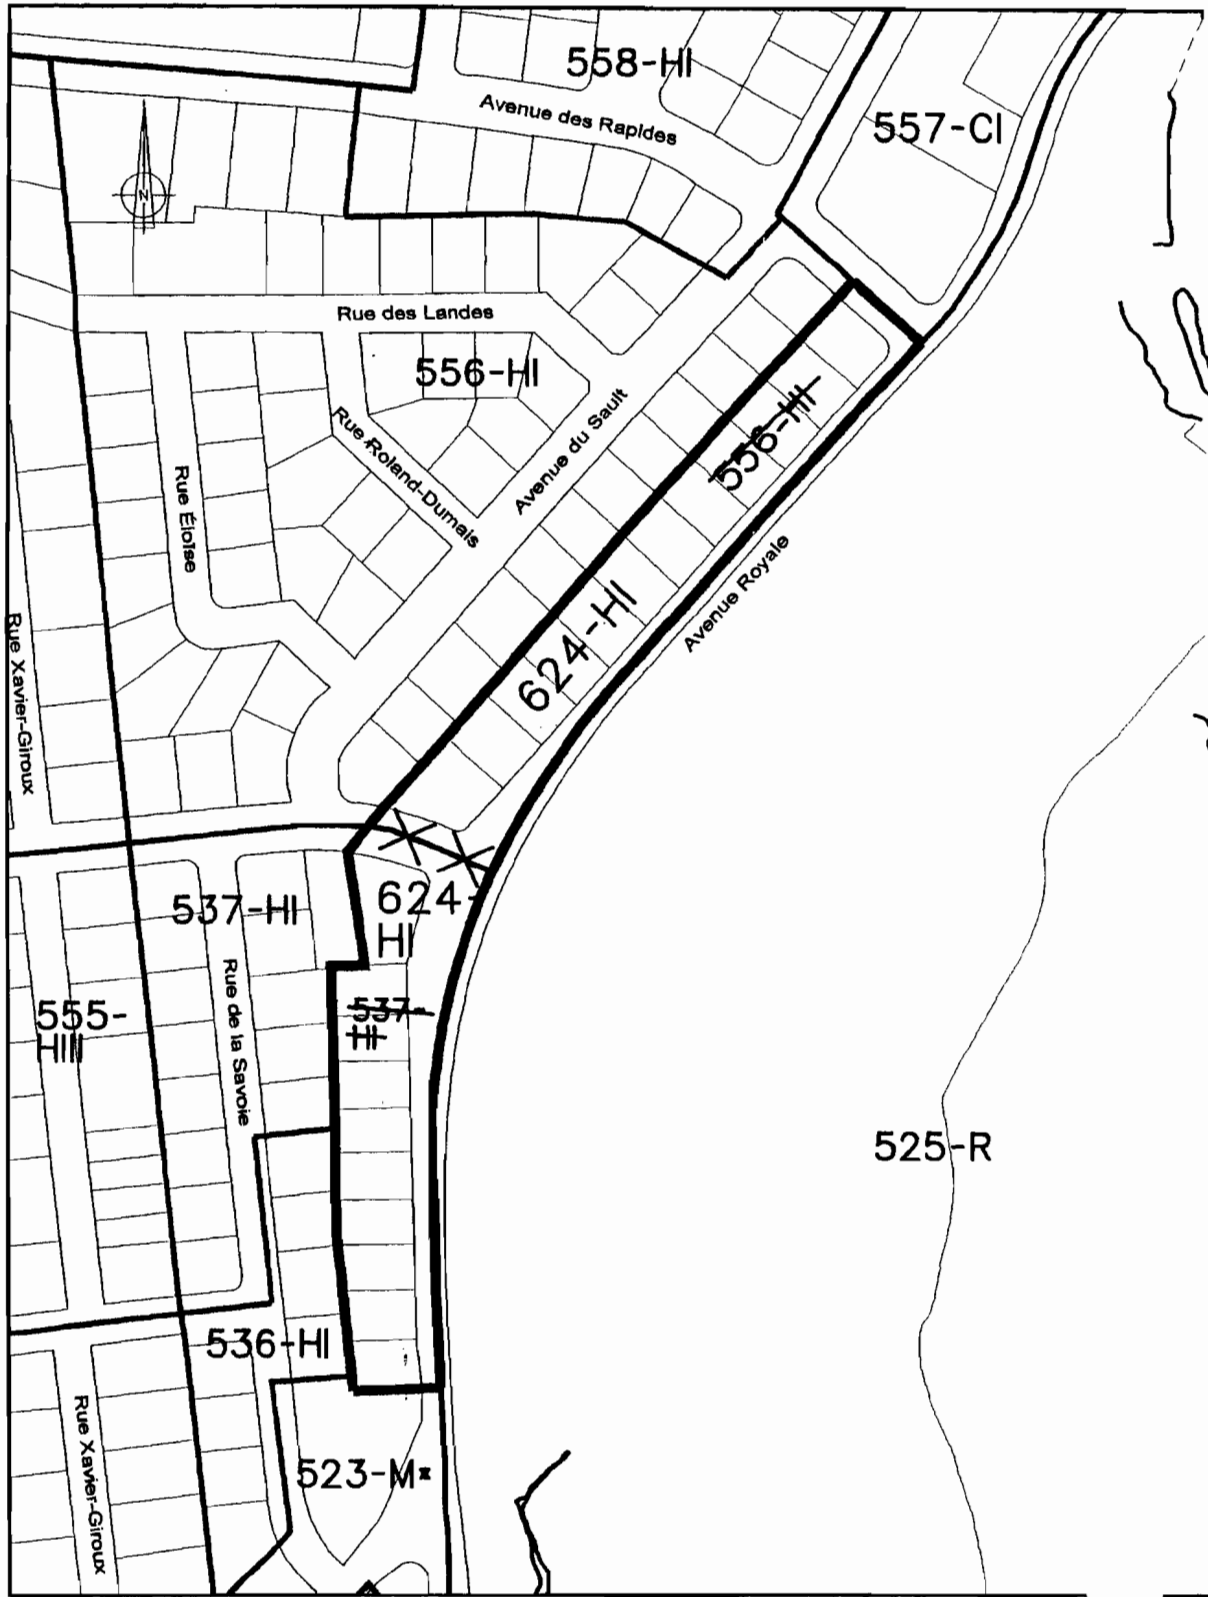 558-HI
Avenue des Rapides
557-CI
N
Rue des Landes
556-HI
556-HI
Rue Roland-Dumais
Avenue du Sault
Rue Éloïse
Avenue Royale
624-HI
Rue Xavier-Giroux
537-HI
624-
HI
Rue de la Savoie
537-
HI
555-
HIII
525-R
536-HI
Rue Xavier-Giroux
523-M*